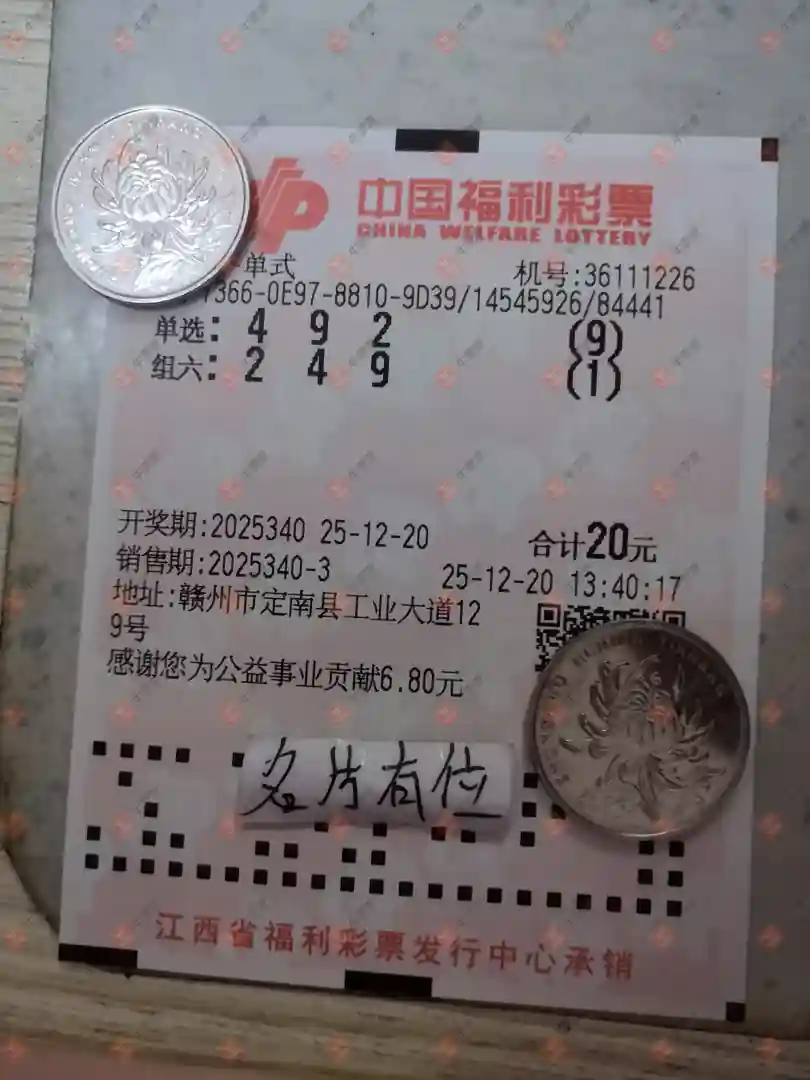 中国福利彩票
CHINA WELFARE LOTTERY
单式 机号:36111226
366-0E97-8810-9D39/14545926/84441
单选: 4 9 2 (9)
组六: 2 4 9 (1)
开奖期:2025340 25-12-20 合计20元
销售期:2025340-3 25-12-20 13:40:17
地址:赣州市定南县工业大道12
9号
感谢您为公益事业贡献6.80元
名片有位
江西省福利彩票发行中心承销